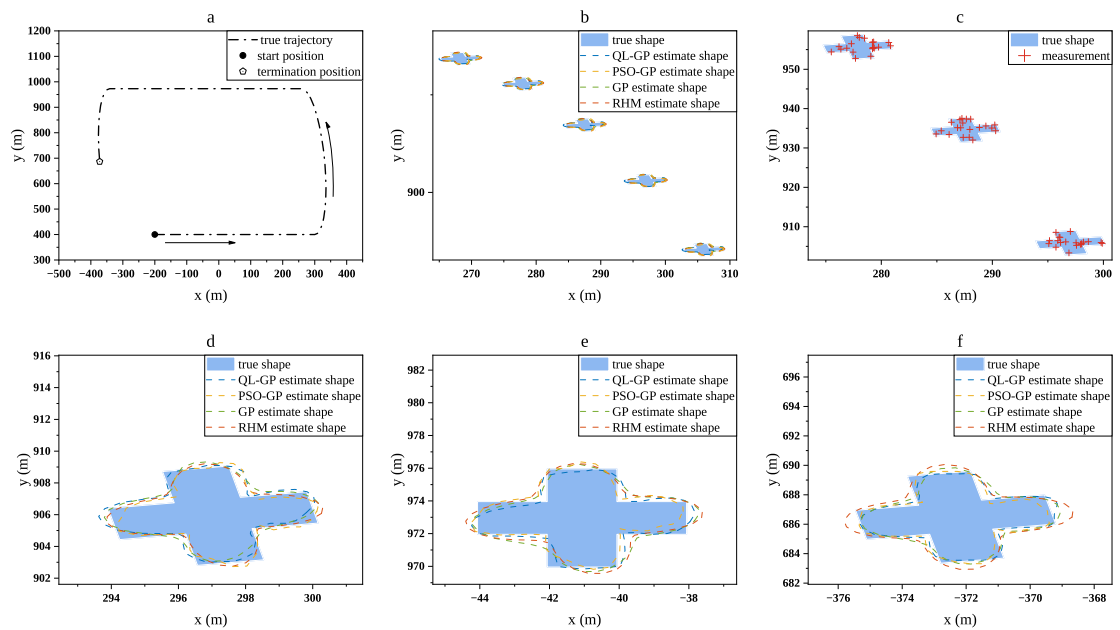 a
1200
1100
1000
900
800
700
600
500
400
300
y (m)
−500
−400
−300
−200
−100
0
100
200
300
400
x (m)
true trajectory
start position
termination position
b
900
y (m)
270
280
290
300
310
x (m)
true shape
QL-GP estimate shape
PSO-GP estimate shape
GP estimate shape
RHM estimate shape
c
950
940
930
920
910
y (m)
280
290
300
x (m)
true shape
measurement
d
916
914
912
910
908
906
904
902
y (m)
294
296
298
300
x (m)
true shape
QL-GP estimate shape
PSO-GP estimate shape
GP estimate shape
RHM estimate shape
e
982
980
978
976
974
972
970
y (m)
−44
−42
−40
−38
x (m)
true shape
QL-GP estimate shape
PSO-GP estimate shape
GP estimate shape
RHM estimate shape
f
696
694
692
690
688
686
684
682
y (m)
−376
−374
−372
−370
−368
x (m)
true shape
QL-GP estimate shape
PSO-GP estimate shape
GP estimate shape
RHM estimate shape